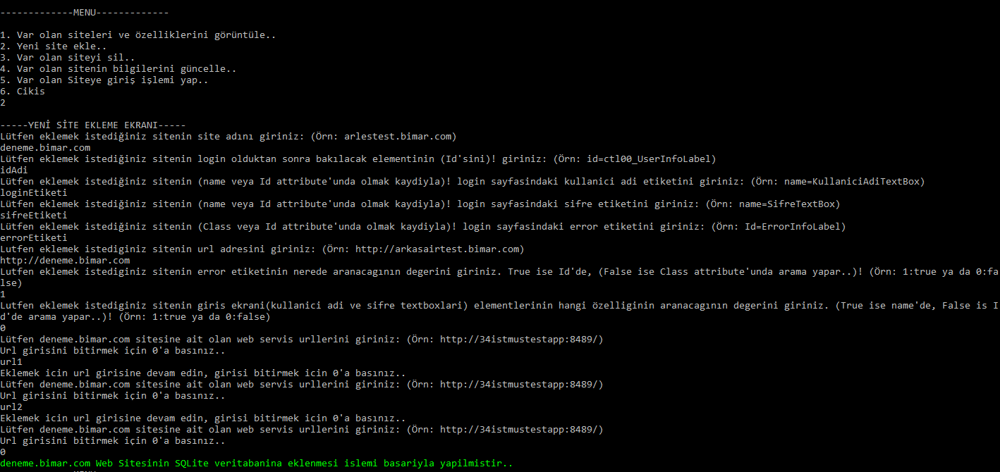 -------------MENU-------------
1. Var olan siteleri ve özelliklerini görüntüle..
2. Yeni site ekle..
3. Var olan siteyi sil..
4. Var olan sitenin bilgilerini güncelle..
5. Var olan Siteye giriş işlemi yap..
6. Cikis
2
-----YENİ SİTE EKLEME EKRANI-----
Lütfen eklemek istediğiniz sitenin site adını giriniz: (Örn: arlestest.bimar.com)
deneme.bimar.com
Lütfen eklemek istediğiniz sitenin login olduktan sonra bakılacak elementinin (Id'sini)! giriniz: (Örn: id=ctl00_UserInfoLabel)
idAdi
Lütfen eklemek istediğiniz sitenin (name veya Id attribute'unda olmak kaydiyla)! login sayfasindaki kullanici adi etiketini giriniz: (Örn: name=KullaniciAdiTextBox)
loginEtiketi
Lütfen eklemek istediğiniz sitenin (name veya Id attribute'unda olmak kaydiyla)! login sayfasindaki sifre etiketini giriniz: (Örn: name=SifreTextBox)
sifreEtiketi
Lütfen eklemek istediğiniz sitenin (Class veya Id attribute'unda olmak kaydiyla)! login sayfasindaki error etiketini giriniz: (Örn: Id=ErrorInfoLabel)
errorEtiketi
Lutfen eklemek istediginiz sitenin url adresini giriniz: (Örn: http://arkasairtest.bimar.com)
http://deneme.bimar.com
Lutfen eklemek istediginiz sitenin error etiketinin nerede aranacagının degerini giriniz. True ise Id'de, (False ise Class attribute'unda arama yapar..)! (Örn: 1:true ya da 0:fa
lse)
1
Lutfen eklemek istediginiz sitenin giris ekrani(kullanici adi ve sifre textboxlari) elementlerinin hangi özelliginin aranacagının degerini giriniz. (True ise name'de, False is I
d'de arama yapar..)! (Örn: 1:true ya da 0:false)
0
Lütfen deneme.bimar.com sitesine ait olan web servis urllerini giriniz: (Örn: http://34istmustestapp:8489/)
Url girisini bitirmek için 0'a basınız..
url1
Eklemek icin url girisine devam edin, girisi bitirmek icin 0'a basınız..
Lütfen deneme.bimar.com sitesine ait olan web servis urllerini giriniz: (Örn: http://34istmustestapp:8489/)
Url girisini bitirmek için 0'a basınız..
url2
Eklemek icin url girisine devam edin, girisi bitirmek icin 0'a basınız..
Lütfen deneme.bimar.com sitesine ait olan web servis urllerini giriniz: (Örn: http://34istmustestapp:8489/)
Url girisini bitirmek için 0'a basınız..
0
deneme.bimar.com Web Sitesinin SQLite veritabanina eklenmesi islemi basariyla yapilmistir..